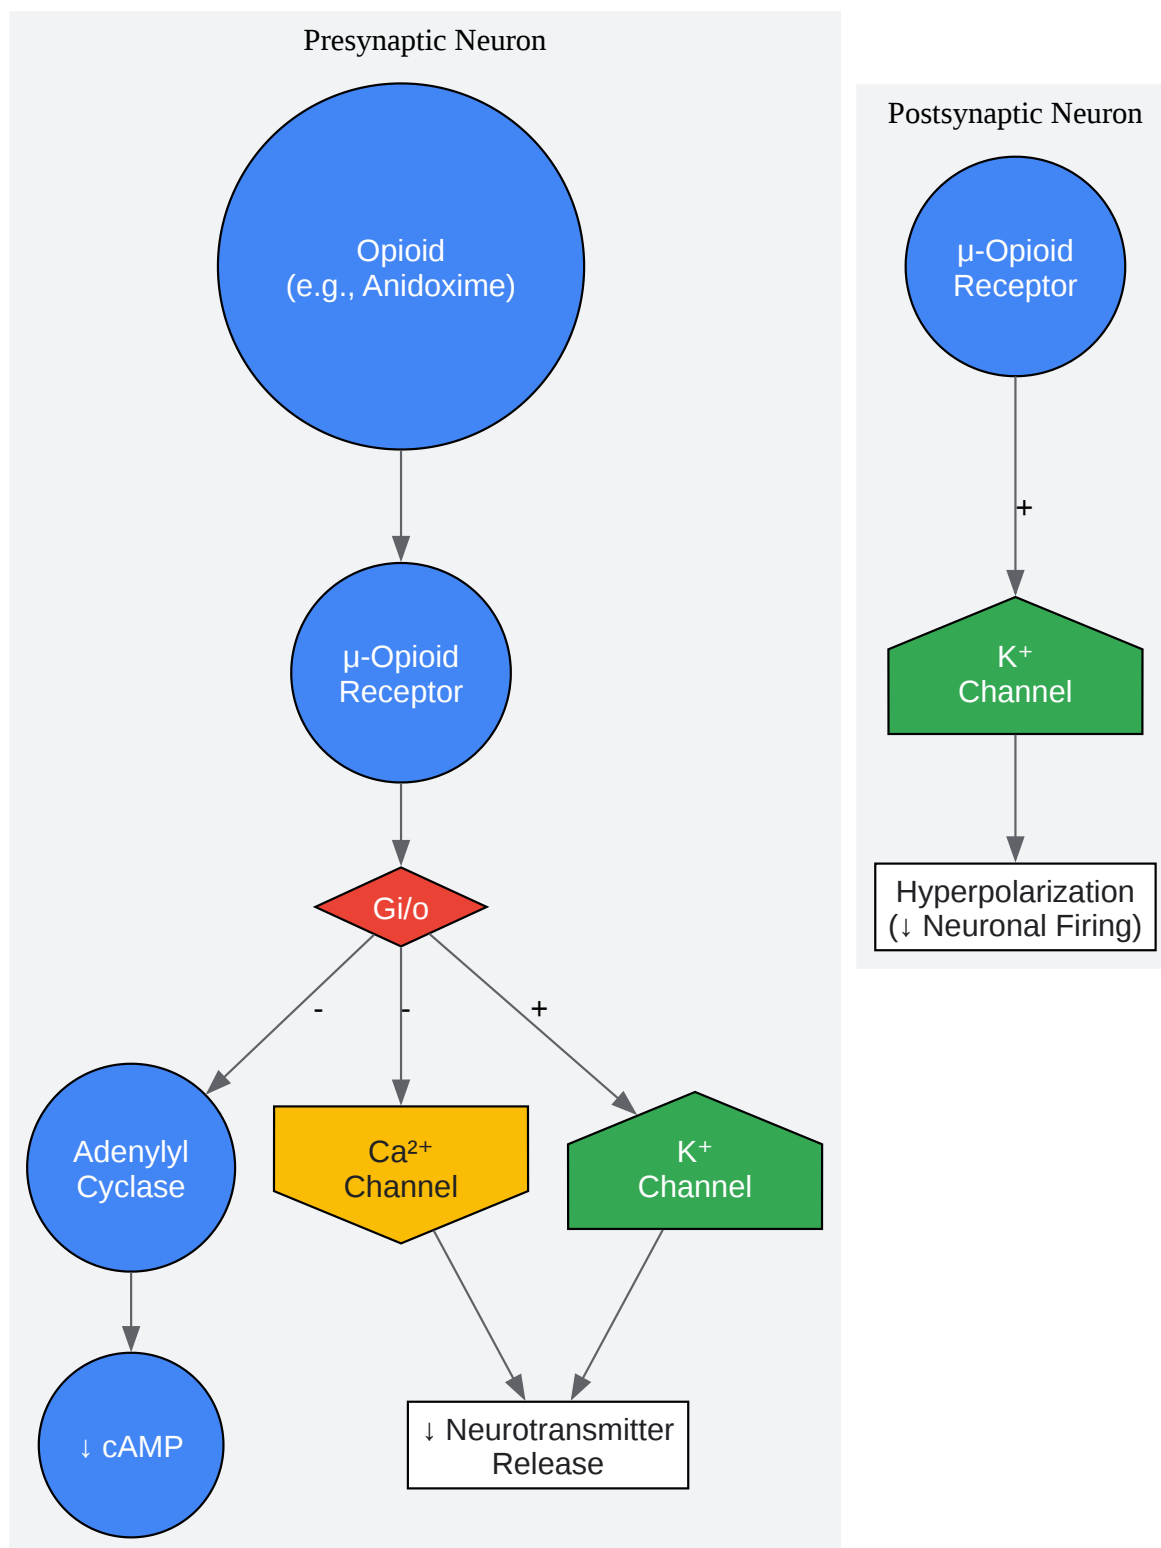 Presynaptic Neuron
Opioid
(e.g., Anidoxime)
μ-Opioid
Receptor
Gi/o
-
-
+
Adenylyl
Cyclase
Ca²⁺
Channel
K⁺
Channel
↓ cAMP
↓ Neurotransmitter
Release
Postsynaptic Neuron
μ-Opioid
Receptor
+
K⁺
Channel
Hyperpolarization
(↓ Neuronal Firing)